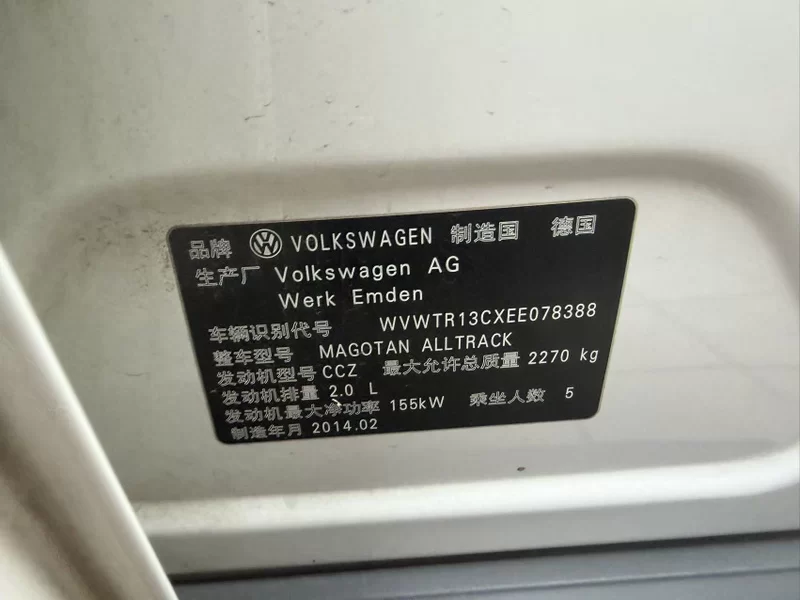 品牌 VOLKSWAGEN 制造国 德国
生产厂 Volkswagen AG
Werk Emden
车辆识别代号 WVWTR13CXEE078388
整车型号 MAGOTAN ALLTRACK
发动机型号 CCZ 最大允许总质量 2270 kg
发动机排量 2.0 L
发动机最大净功率 155kW 乘坐人数 5
制造年月 2014.02